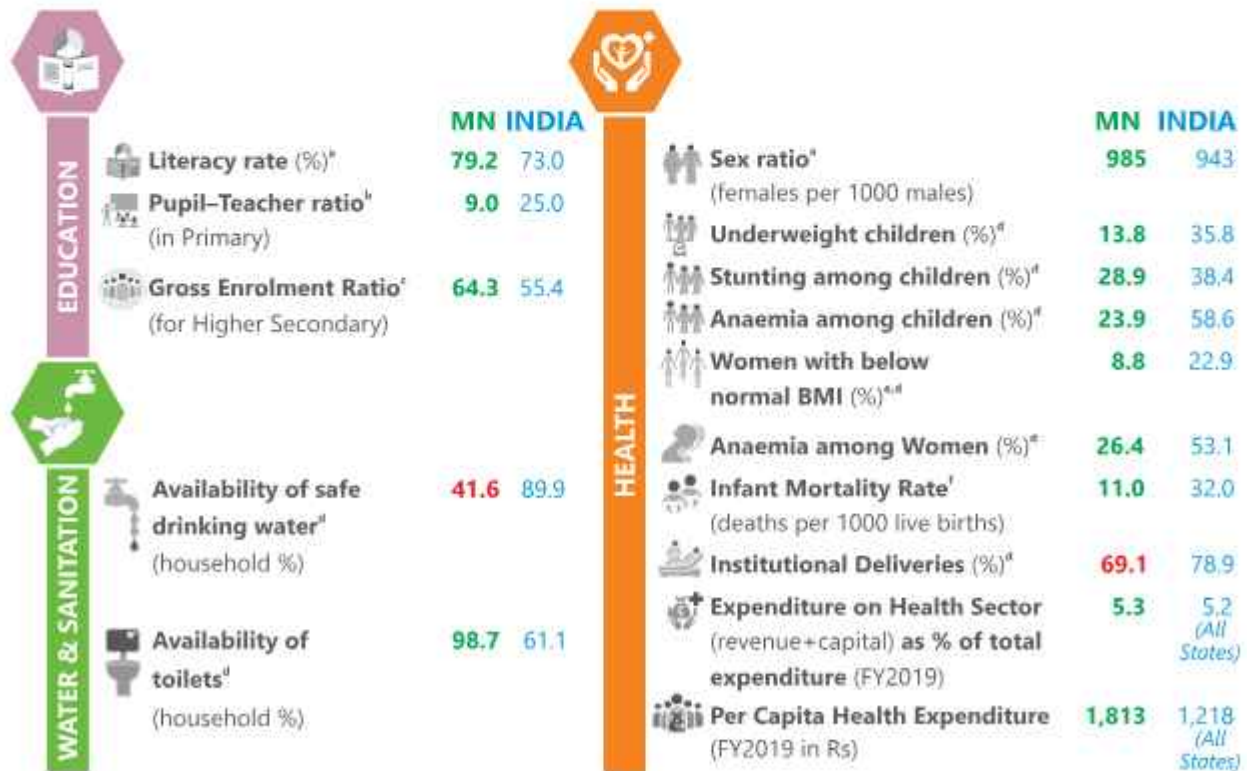 MN INDIA
EDUCATION
Literacy rate (%)ᵃ 79.2 73.0
Pupil–Teacher ratioᵇ 9.0 25.0
(in Primary)
Gross Enrolment Ratioᶜ 64.3 55.4
(for Higher Secondary)
WATER & SANITATION
Availability of safe 41.6 89.9
drinking waterᵈ
(household %)
Availability of 98.7 61.1
toiletsᵈ
(household %)
MN INDIA
HEALTH
Sex ratioᵃ 985 943
(females per 1000 males)
Underweight children (%)ᵈ 13.8 35.8
Stunting among children (%)ᵈ 28.9 38.4
Anaemia among children (%)ᵈ 23.9 58.6
Women with below 8.8 22.9
normal BMI (%)ᵉ·ᵈ
Anaemia among Women (%)ᵈ 26.4 53.1
Infant Mortality Rateᶠ 11.0 32.0
(deaths per 1000 live births)
Institutional Deliveries (%)ᵈ 69.1 78.9
Expenditure on Health Sector 5.3 5.2
(revenue+capital) as % of total (All
expenditure (FY2019) States)
Per Capita Health Expenditure 1,813 1,218
(FY2019 in Rs) (All
States)